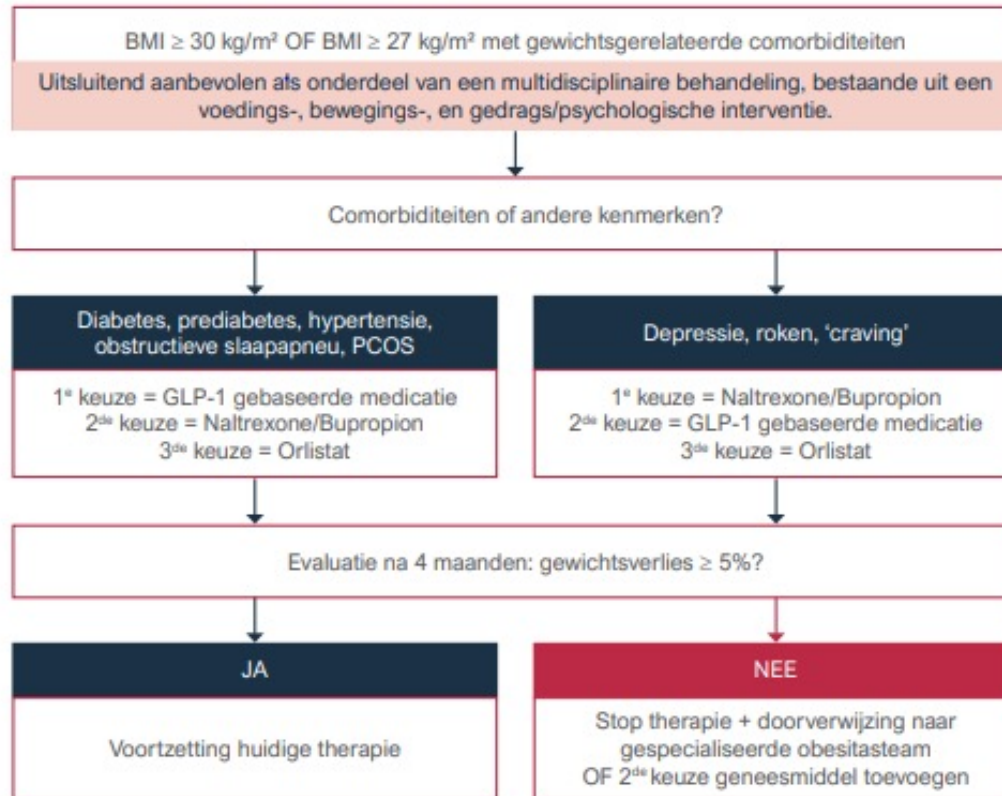 BMI ≥ 30 kg/m² OF BMI ≥ 27 kg/m² met gewichtsgerelateerde comorbiditeiten
Uitsluitend aanbevolen als onderdeel van een multidisciplinaire behandeling, bestaande uit een
voedings-, bewegings-, en gedrags/psychologische interventie.
Comorbiditeiten of andere kenmerken?
Diabetes, prediabetes, hypertensie,
obstructieve slaapapneu, PCOS
1ᵉ keuze = GLP-1 gebaseerde medicatie
2ᵈᵉ keuze = Naltrexone/Bupropion
3ᵈᵉ keuze = Orlistat
Depressie, roken, ‘craving’
1ᵉ keuze = Naltrexone/Bupropion
2ᵈᵉ keuze = GLP-1 gebaseerde medicatie
3ᵈᵉ keuze = Orlistat
Evaluatie na 4 maanden: gewichtsverlies ≥ 5%?
JA
Voortzetting huidige therapie
NEE
Stop therapie + doorverwijzing naar
gespecialiseerde obesitasteam
OF 2ᵈᵉ keuze geneesmiddel toevoegen